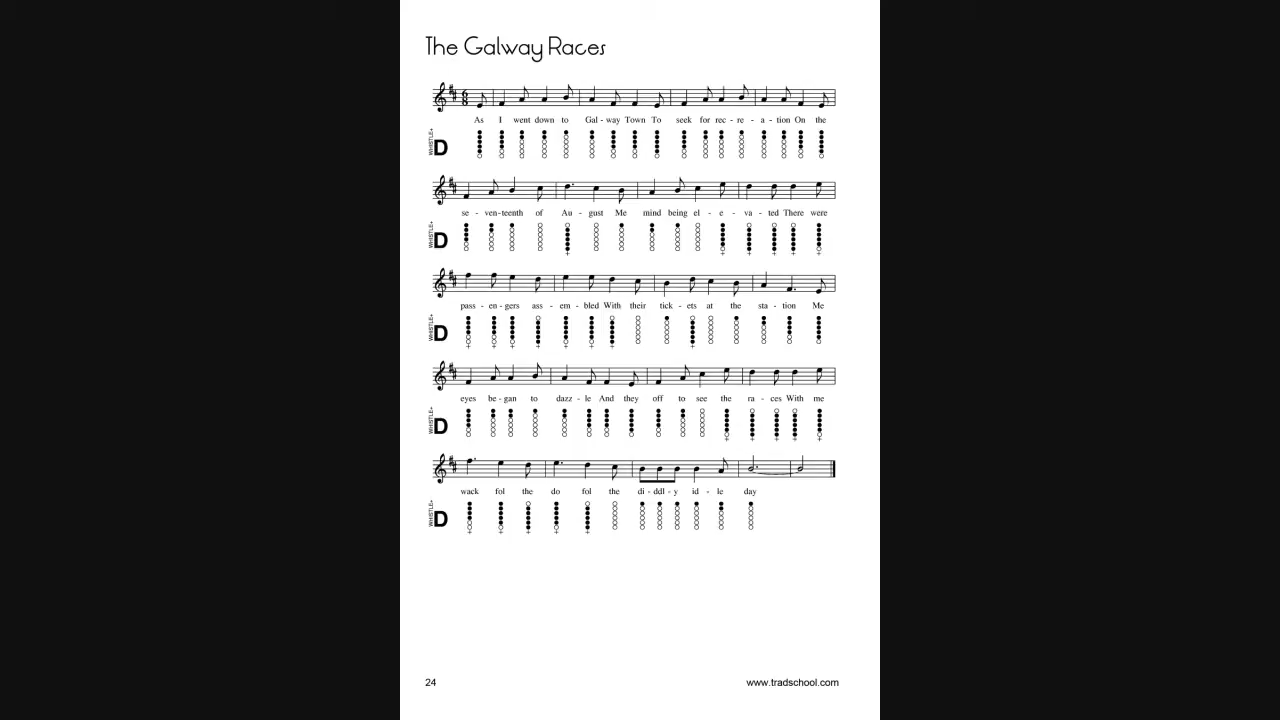 The Galway Races
6 8
As I went down to Gal - way Town To seek for rec - re - a - tion On the
WHISTLE+ D
se - ven-teenth of Au - gust Me mind being el - e - va - ted There were
WHISTLE+ D
pass - en - gers ass - em - bled With their tick - ets at the sta - tion Me
WHISTLE+ D
eyes be - gan to dazz - le And they off to see the ra - ces With me
WHISTLE+ D
wack fol the do fol the di - ddl - y id - le day
WHISTLE+ D
24 www.tradschool.com